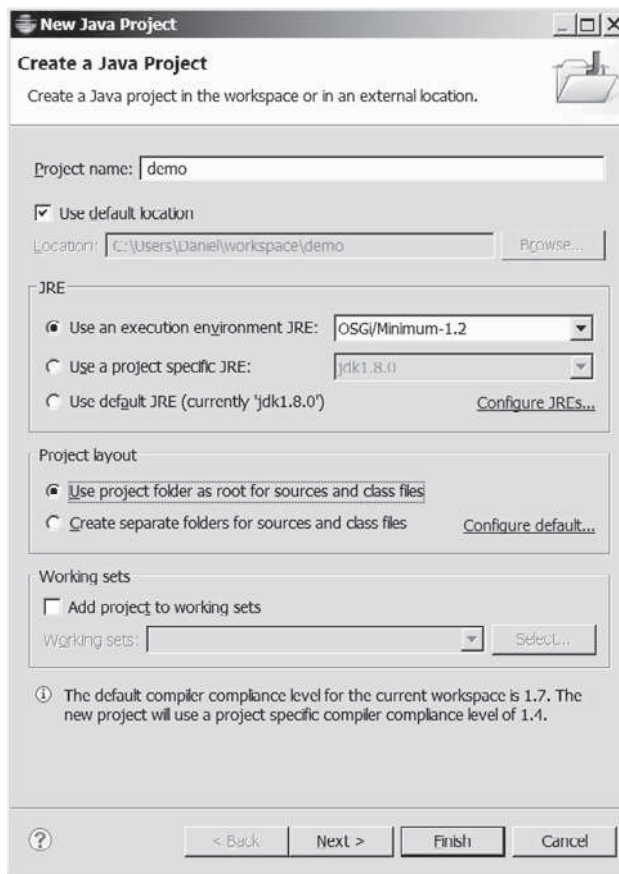 New Java Project
Create a Java Project
Create a Java project in the workspace or in an external location.
Project name: demo
Use default location
Location: C:\Users\Daniel\workspace\demo Browse...
JRE
Use an execution environment JRE: OSGi/Minimum-1.2
Use a project specific JRE: jdk1.8.0
Use default JRE (currently 'jdk1.8.0') Configure JREs...
Project layout
Use project folder as root for sources and class files
Create separate folders for sources and class files Configure default...
Working sets
Add project to working sets
Working sets: Select...
The default compiler compliance level for the current workspace is 1.7. The
new project will use a project specific compiler compliance level of 1.4.
? < Back Next > Finish Cancel